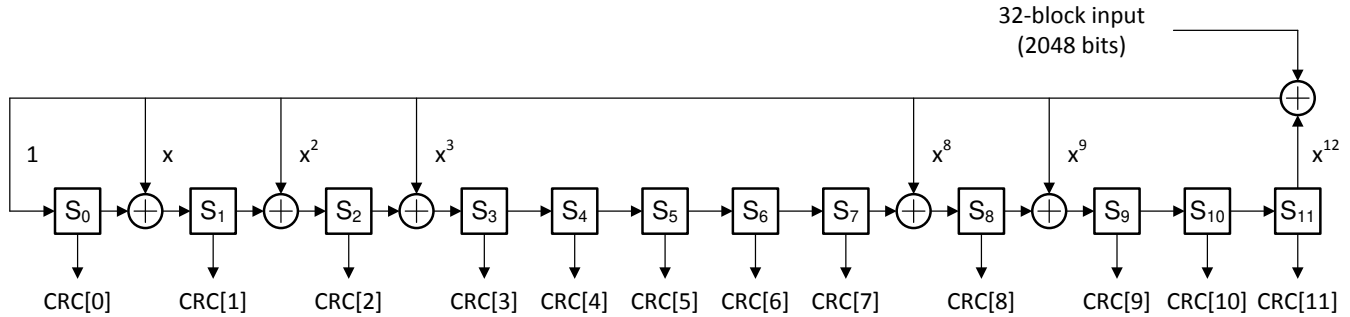 32-block input
(2048 bits)
1 x x² x³ x⁸ x⁹ x¹²
S₀ S₁ S₂ S₃ S₄ S₅ S₆ S₇ S₈ S₉ S₁₀ S₁₁
CRC[0] CRC[1] CRC[2] CRC[3] CRC[4] CRC[5] CRC[6] CRC[7] CRC[8] CRC[9] CRC[10] CRC[11]